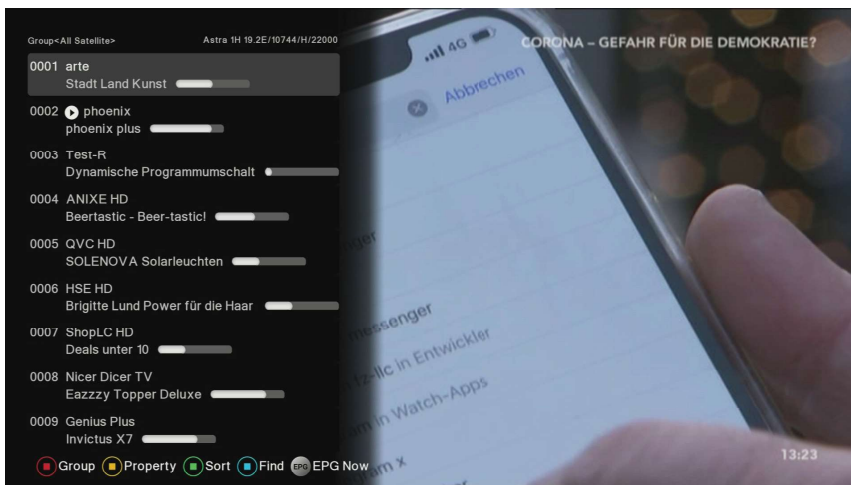 Group<All Satellite>
Astra 1H 19.2E/10744/H/22000
0001 arte
Stadt Land Kunst
0002 phoenix
phoenix plus
0003 Test-R
Dynamische Programmumschalt
0004 ANIXE HD
Beertastic - Beer-tastic!
0005 QVC HD
SOLENOVA Solarleuchten
0006 HSE HD
Brigitte Lund Power für die Haar
0007 ShopLC HD
Deals unter 10
0008 Nicer Dicer TV
Eazzzy Topper Deluxe
0009 Genius Plus
Invictus X7
Group Property Sort Find EPG EPG Now
CORONA – GEFAHR FÜR DIE DEMOKRATIE?
4G
Abbrechen
messenger
in Entwickler
in Watch-Apps
13:23